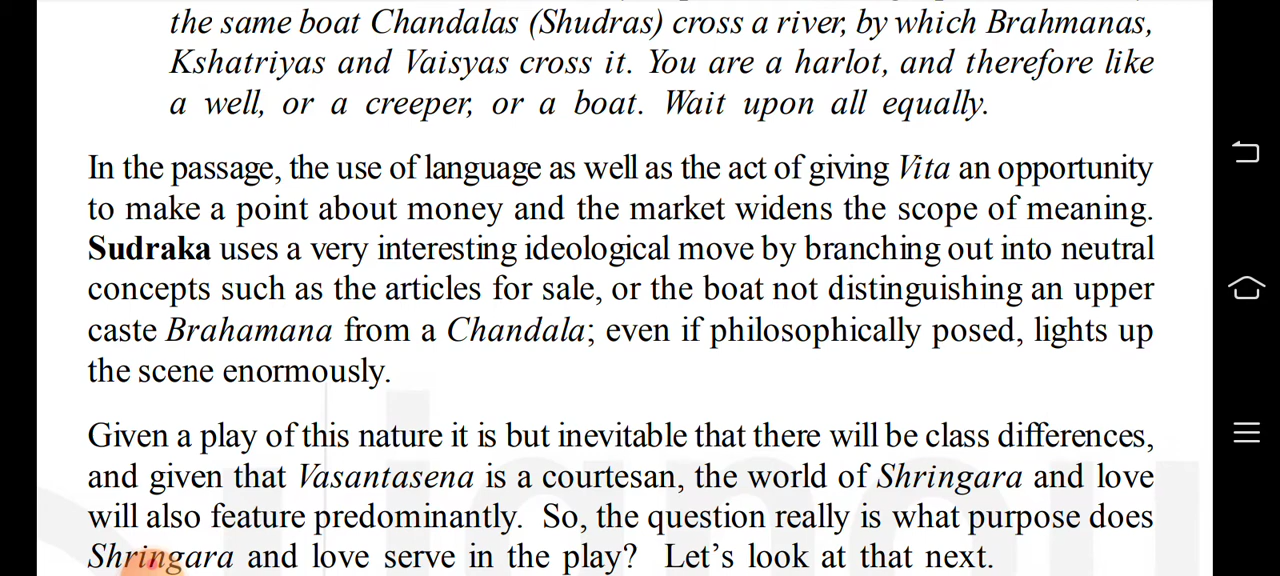 the same boat Chandalas (Shudras) cross a river, by which Brahmanas,
Kshatriyas and Vaisyas cross it. You are a harlot, and therefore like
a well, or a creeper, or a boat. Wait upon all equally.
In the passage, the use of language as well as the act of giving Vita an opportunity
to make a point about money and the market widens the scope of meaning.
Sudraka uses a very interesting ideological move by branching out into neutral
concepts such as the articles for sale, or the boat not distinguishing an upper
caste Brahamana from a Chandala; even if philosophically posed, lights up
the scene enormously.
Given a play of this nature it is but inevitable that there will be class differences,
and given that Vasantasena is a courtesan, the world of Shringara and love
will also feature predominantly. So, the question really is what purpose does
Shringara and love serve in the play? Let's look at that next.